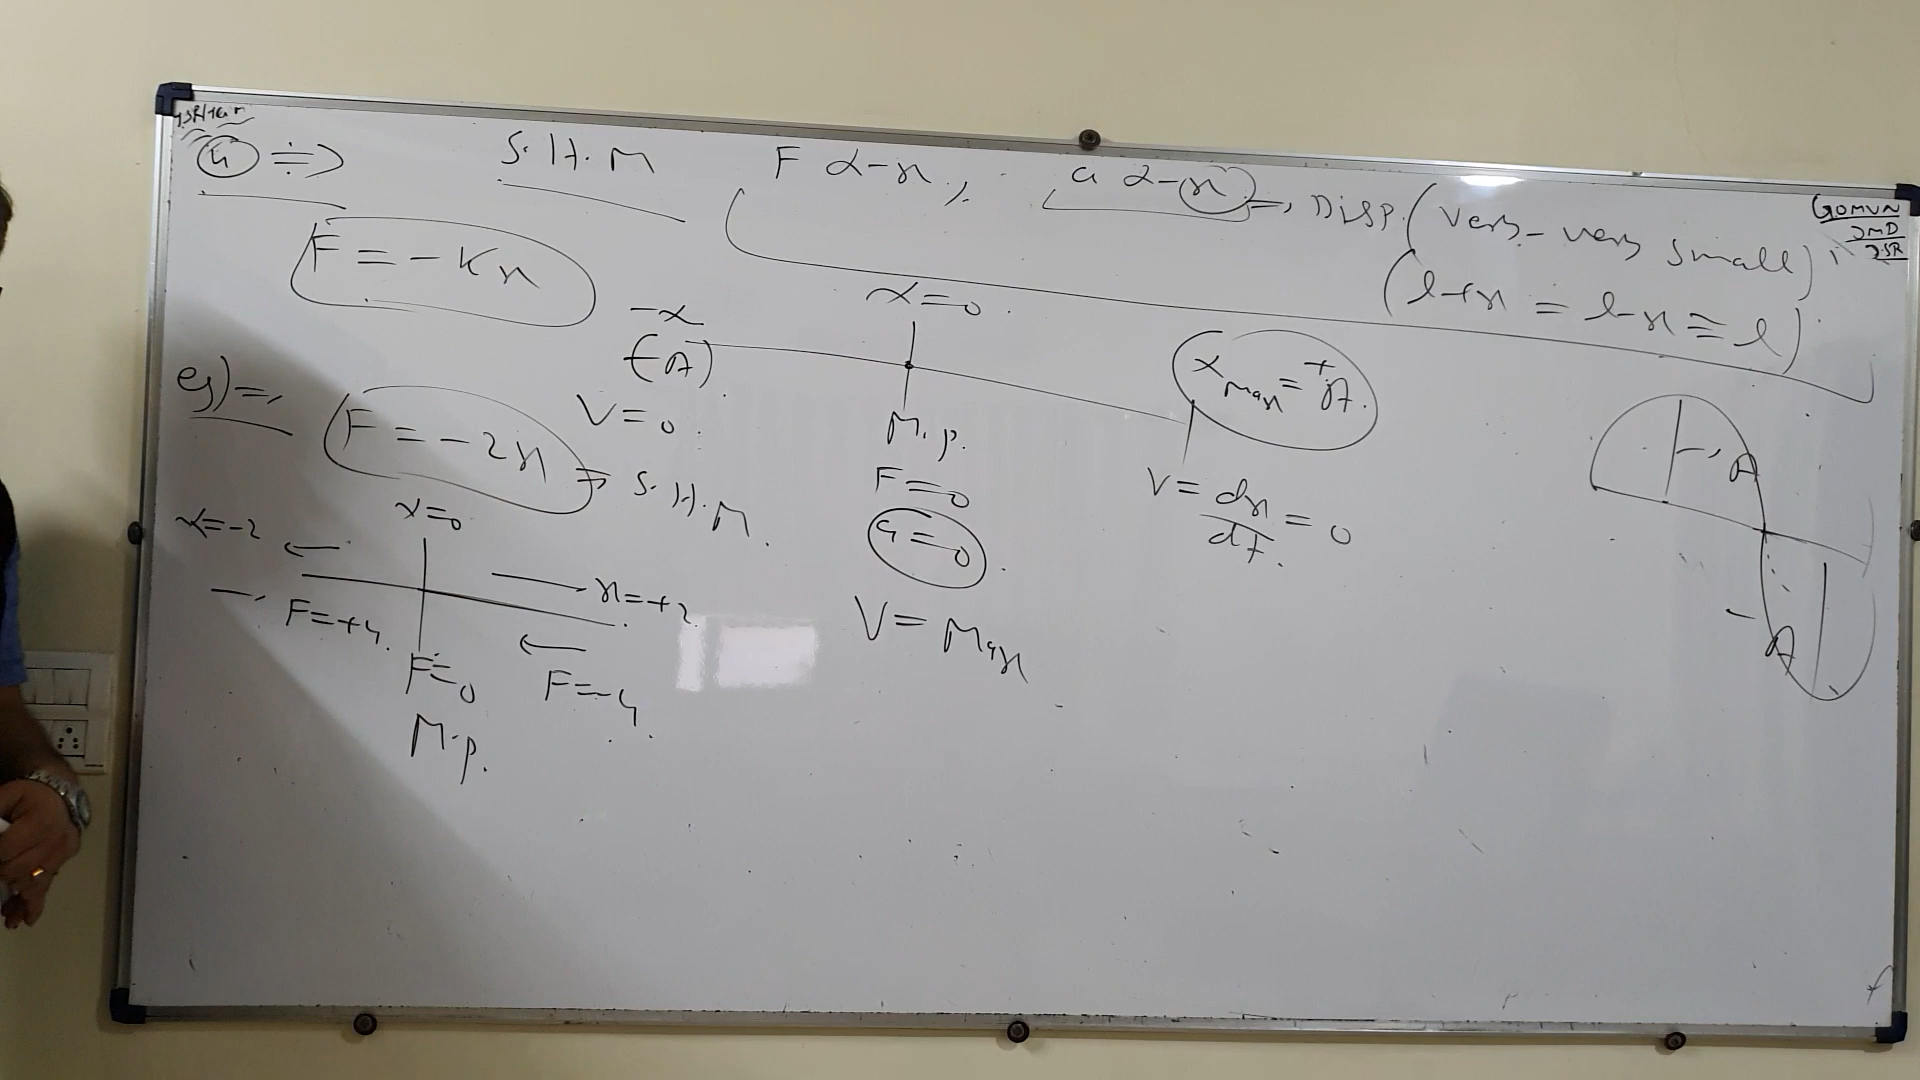 (4) ⇒ S.H.M F ∝ -x, a ∝ -x ⇒ Disp. (very-very small)
(l+x = l-x ≡ l)
GOMUN
JMD
JSR
F = -Kx
-x
(-A)
V=0
x=0
M.p.
F=0
a=0
V=Max
x max = +A.
V = dx/dt = 0
A
-A
eg) ⇒ F = -2x ⇒ S.H.M.
x=-2
x=0
x=+2
F=+4.
F=0
F=-4.
M.p.